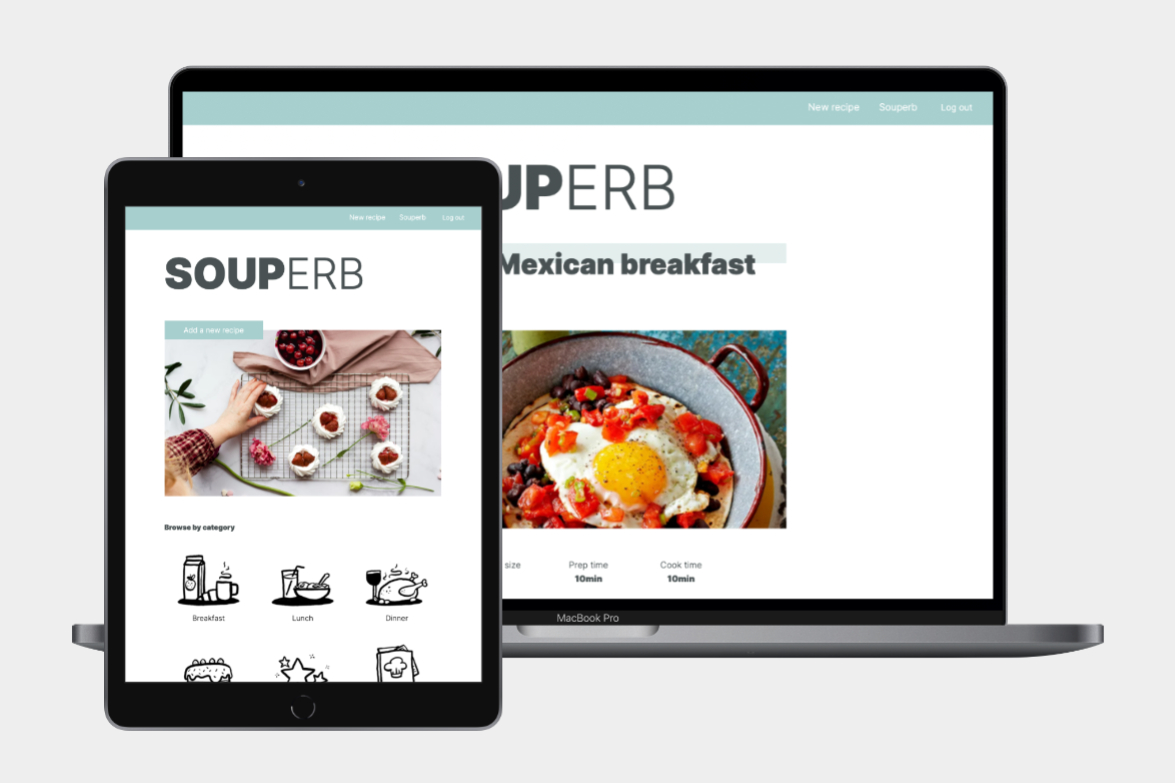 New recipe Souperb Log out
UPERB
Mexican breakfast
size Prep time Cook time
10min 10min
MacBook Pro
New recipe Souperb Log out
SOUPERB
Add a new recipe
Browse by category
Breakfast Lunch Dinner